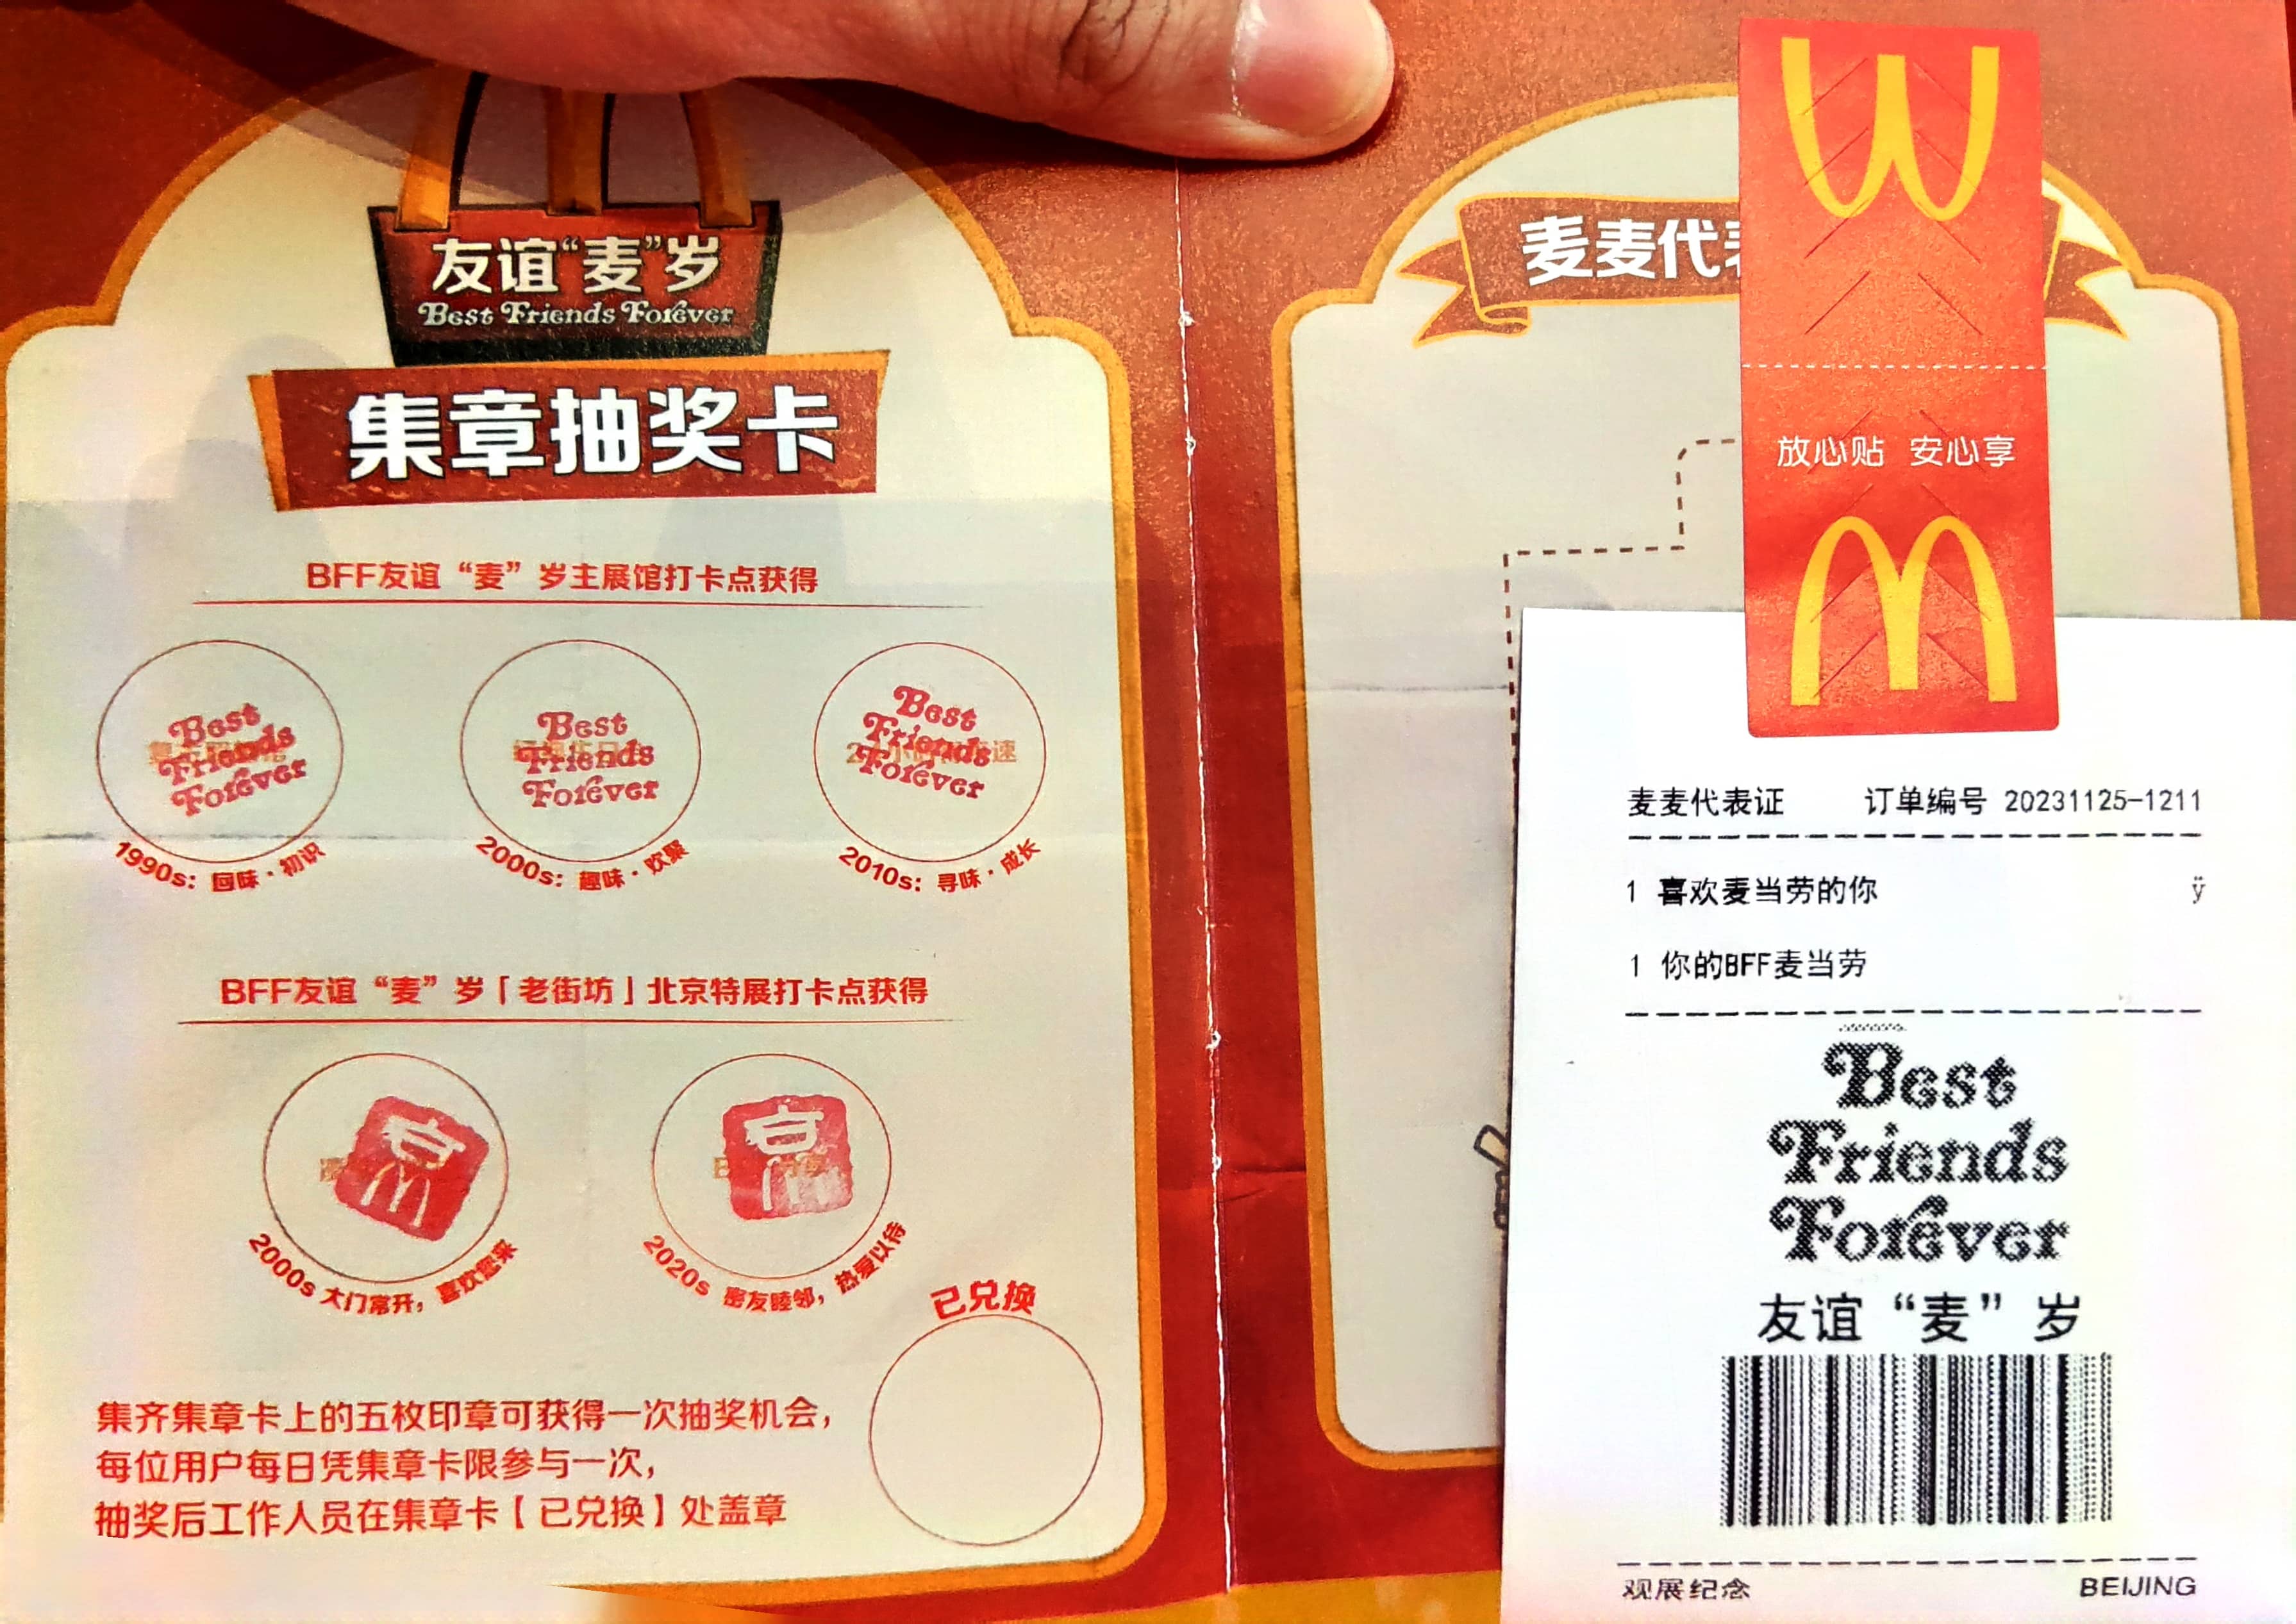 友谊“麦”岁
Best Friends Forever
集章抽奖卡
BFF友谊“麦”岁主展馆打卡点获得
Best
Friends
Forever
1990s：回味·初识
Best
Friends
Forever
2000s：趣味·欢聚
Best
Friends
Forever
2010s：寻味·成长
BFF友谊“麦”岁「老街坊」北京特展打卡点获得
2000s 大门常开，喜欢您来
2020s 密友睦邻，热爱以待
已兑换
集齐集章卡上的五枚印章可获得一次抽奖机会，
每位用户每日凭集章卡限参与一次，
抽奖后工作人员在集章卡【已兑换】处盖章
麦麦代表
放心贴 安心享
麦麦代表证 订单编号 20231125-1211
1 喜欢麦当劳的你 ÿ
1 你的BFF麦当劳
Best
Friends
Forever
友谊“麦”岁
观展纪念 BEIJING